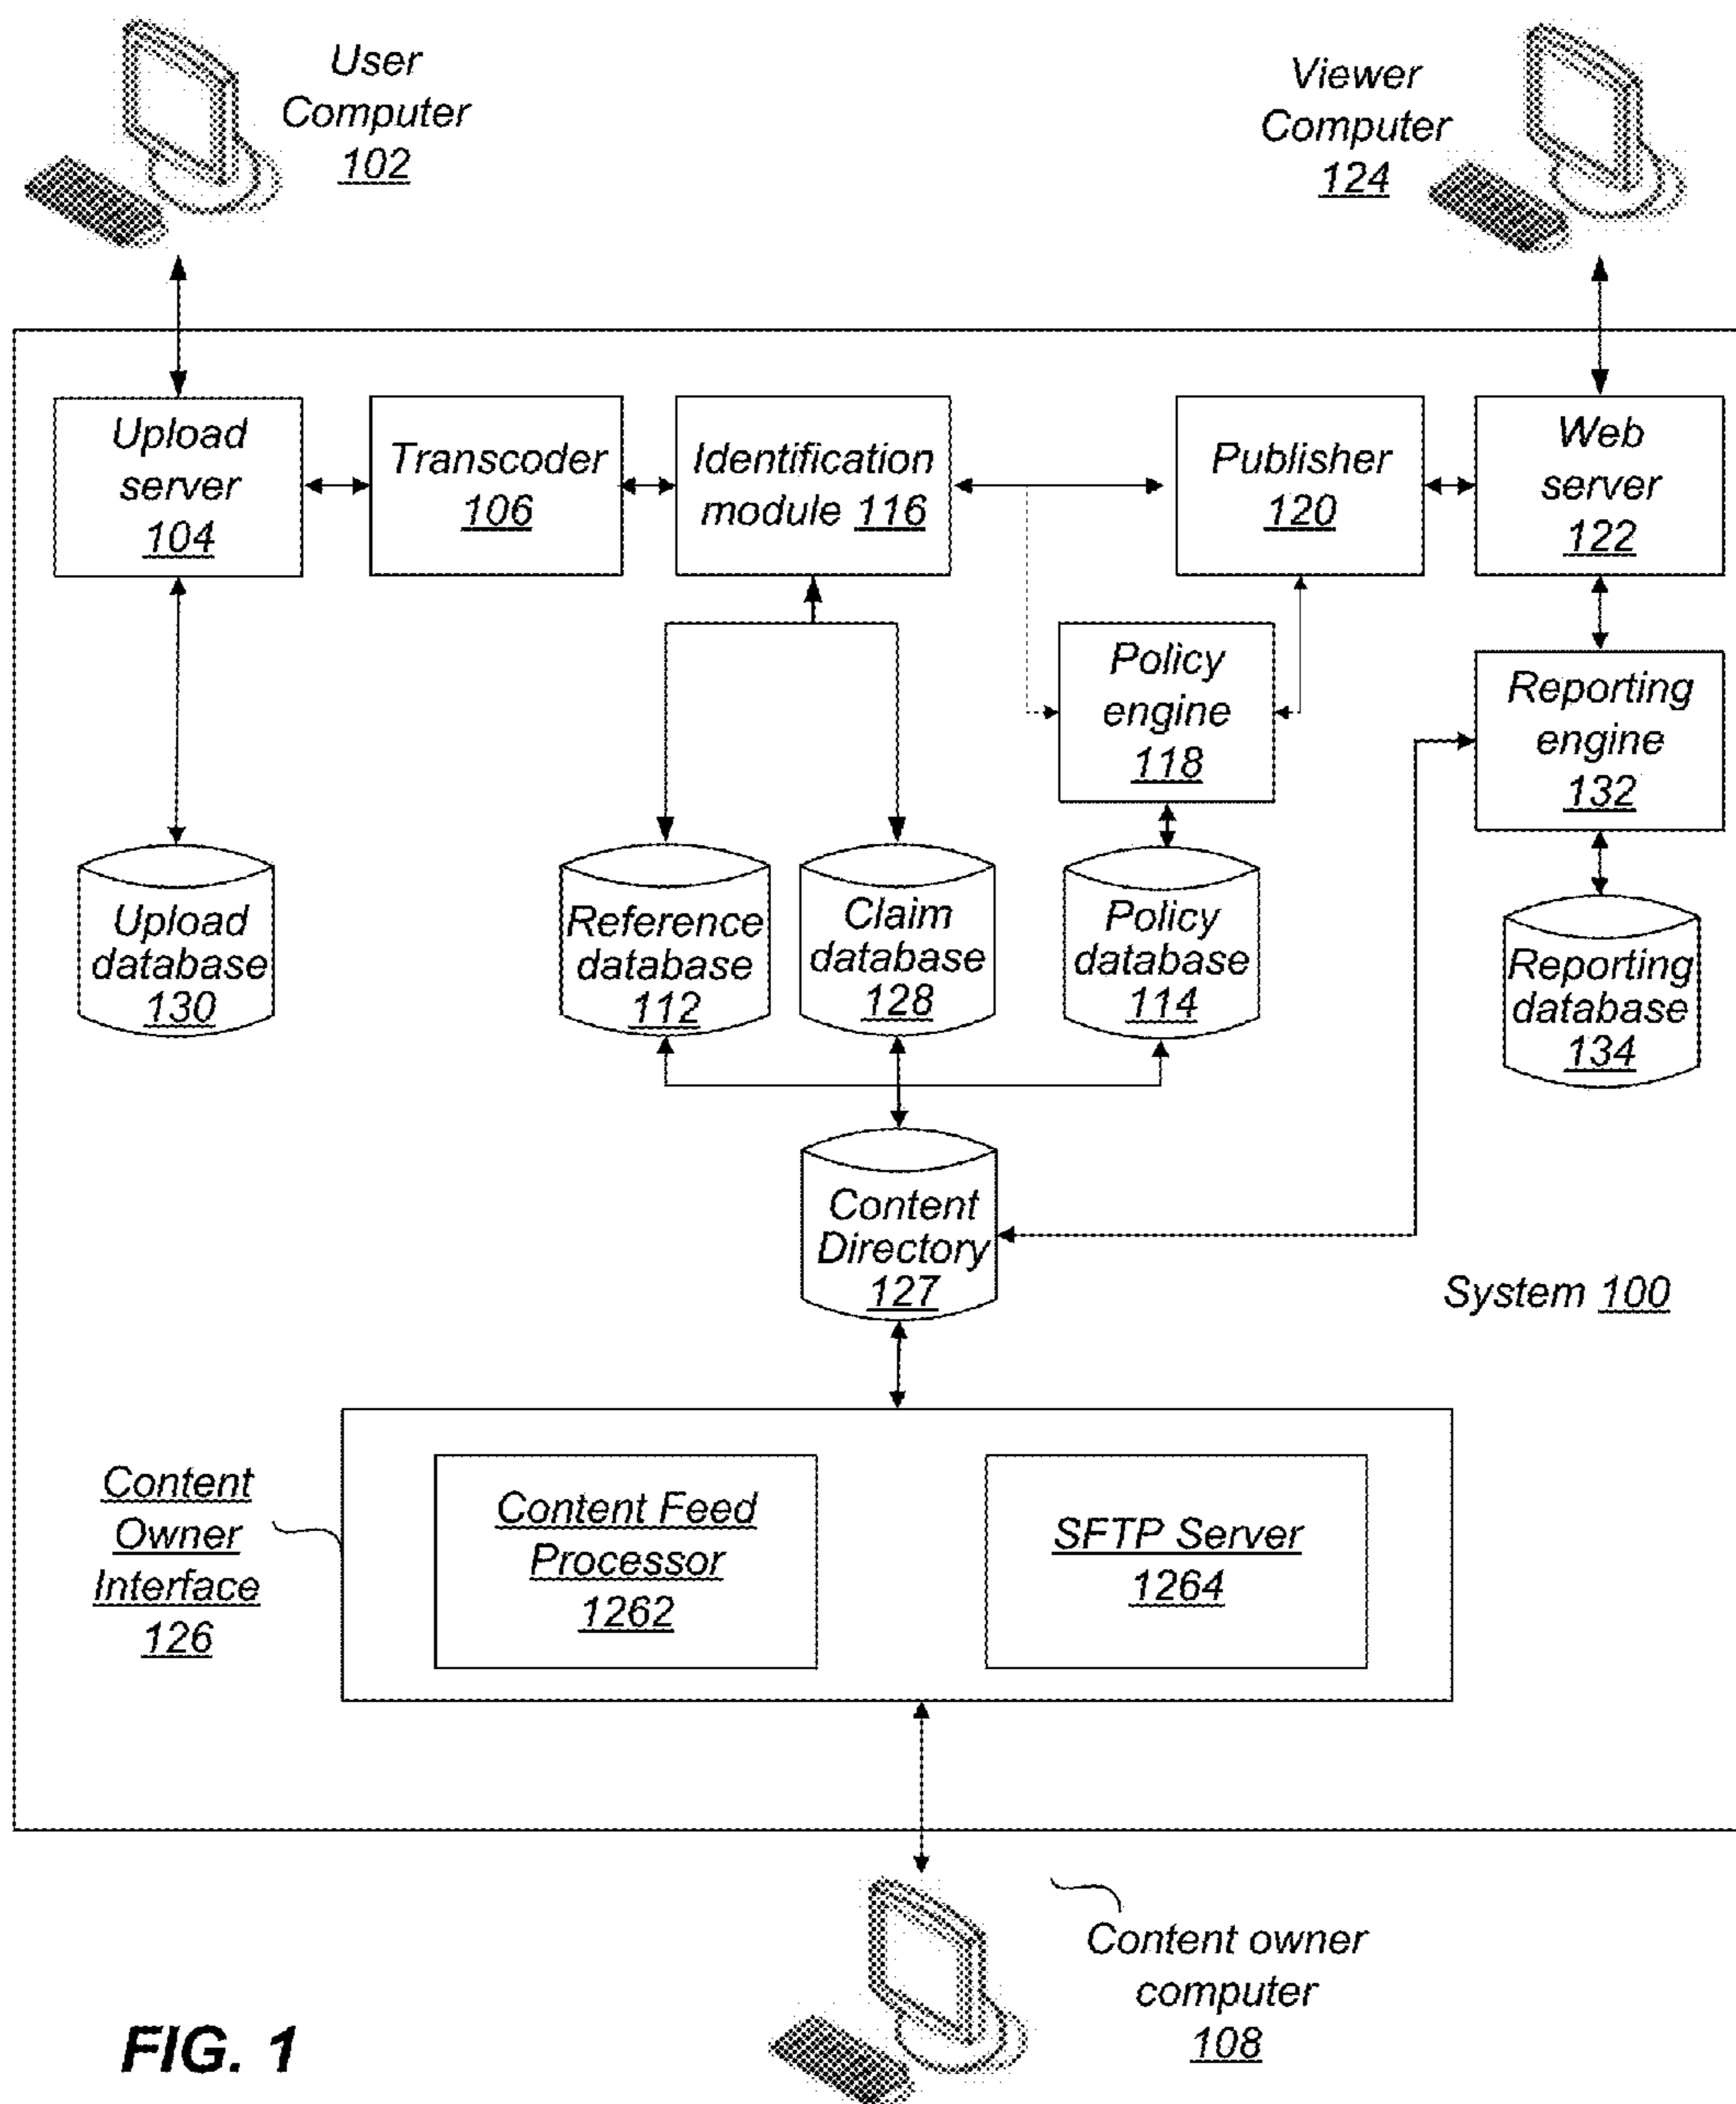 User
Computer
102
Viewer
Computer
124
Upload
server
104
Transcoder
106
Identification
module 116
Publisher
120
Web
server
122
Policy
engine
118
Reporting
engine
132
Upload
database
130
Reference
database
112
Claim
database
128
Policy
database
114
Reporting
database
134
Content
Directory
127
System 100
Content
Owner
Interface
126
Content Feed
Processor
1262
SFTP Server
1264
Content owner
computer
108
FIG. 1